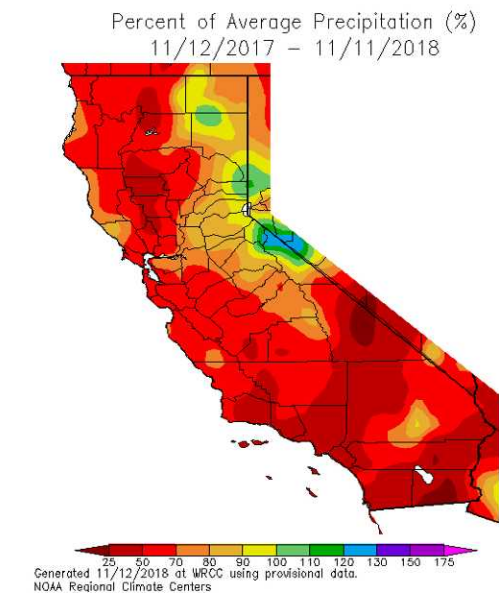 Percent of Average Precipitation (%)
11/12/2017 – 11/11/2018
25 50 70 80 90 100 110 120 130 150 175
Generated 11/12/2018 at WRCC using provisional data.
NOAA Regional Climate Centers